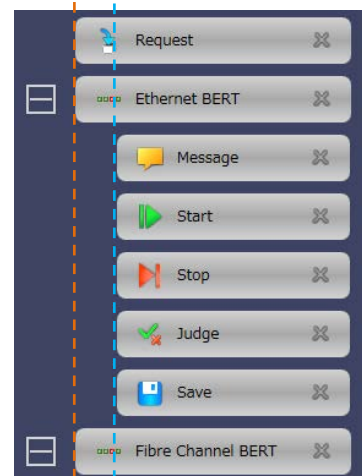 Request
Ethernet BERT
Message
Start
Stop
Judge
Save
Fibre Channel BERT